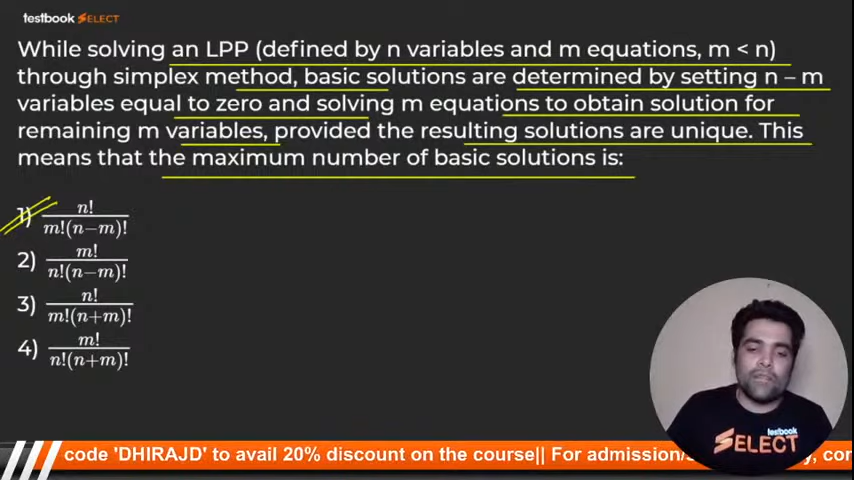 testbook SELECT
While solving an LPP (defined by n variables and m equations, m < n)
through simplex method, basic solutions are determined by setting n – m
variables equal to zero and solving m equations to obtain solution for
remaining m variables, provided the resulting solutions are unique. This
means that the maximum number of basic solutions is:
1) n!/m!(n−m)!
2) m!/n!(n−m)!
3) n!/m!(n+m)!
4) m!/n!(n+m)!
testbook
SELECT
code 'DHIRAJD' to avail 20% discount on the course|| For admission/